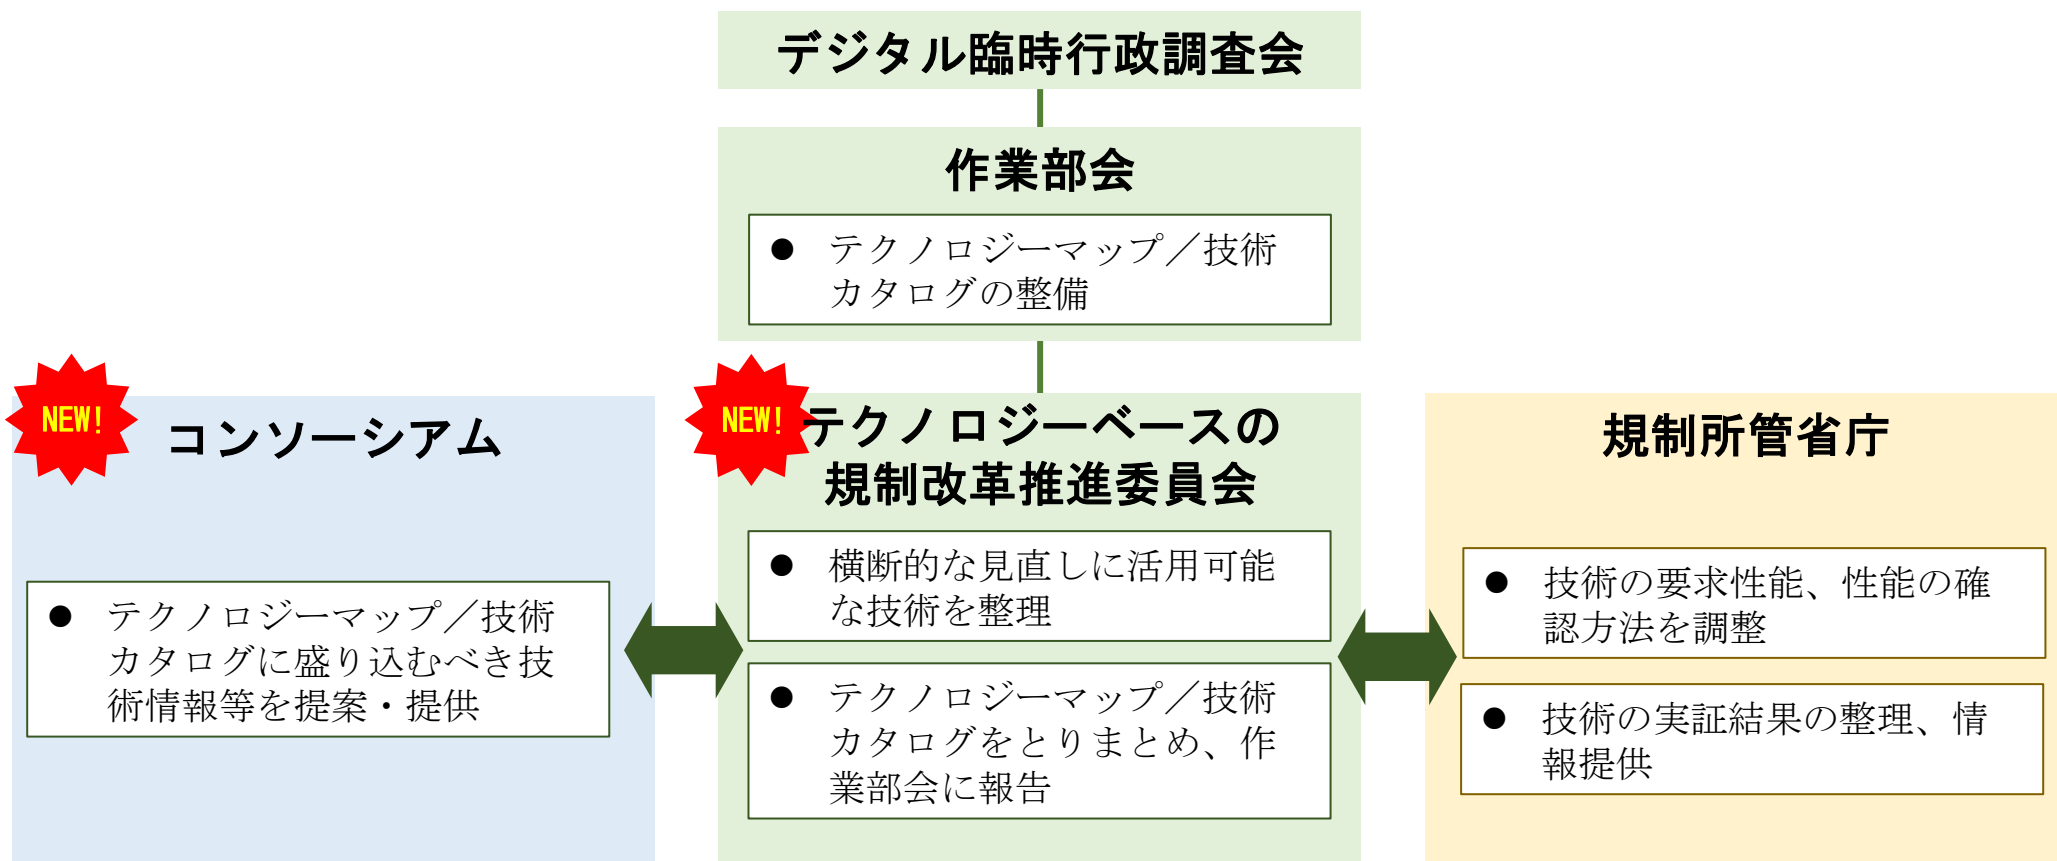 デジタル臨時行政調査会
作業部会
● テクノロジーマップ／技術
カタログの整備
NEW!
コンソーシアム
● テクノロジーマップ／技術
カタログに盛り込むべき技
術情報等を提案・提供
NEW!
テクノロジーベースの
規制改革推進委員会
● 横断的な見直しに活用可能
な技術を整理
● テクノロジーマップ／技術
カタログをとりまとめ、作
業部会に報告
規制所管省庁
● 技術の要求性能、性能の確
認方法を調整
● 技術の実証結果の整理、情
報提供